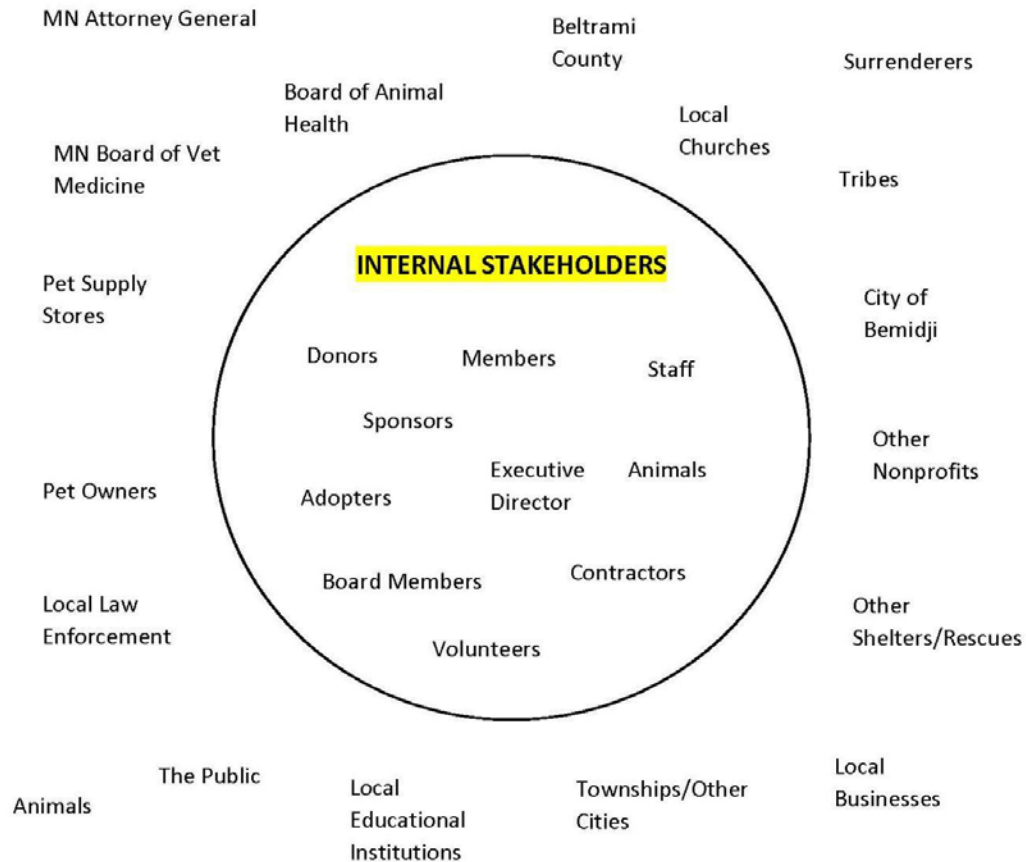 MN Attorney General
Beltrami
County
Surrenderers
Board of Animal
Health
Local
Churches
MN Board of Vet
Medicine
Tribes
INTERNAL STAKEHOLDERS
Pet Supply
Stores
City of
Bemidji
Donors
Members
Staff
Sponsors
Other
Nonprofits
Executive
Director
Animals
Pet Owners
Adopters
Board Members
Contractors
Local Law
Enforcement
Other
Shelters/Rescues
Volunteers
The Public
Animals
Local
Educational
Institutions
Townships/Other
Cities
Local
Businesses